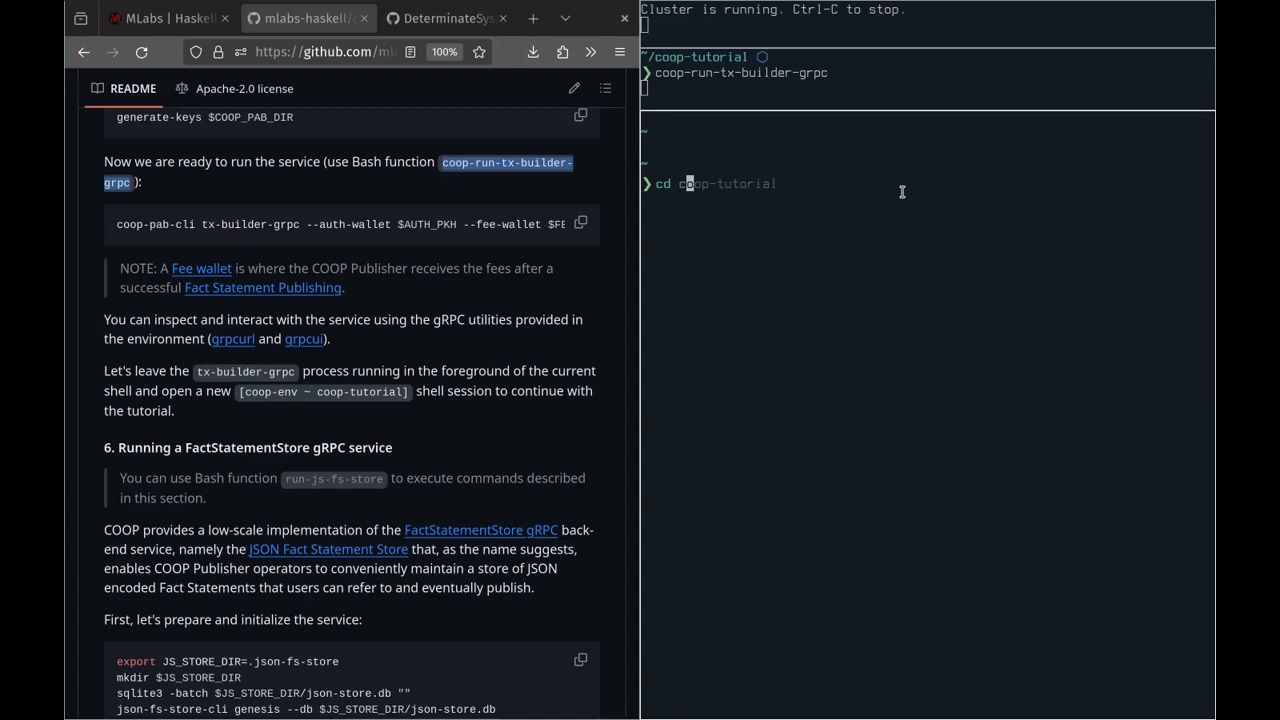 MLabs | Haskell
mlabs-haskell/c
DeterminateSys
https://github.com/ml
100%
README
Apache-2.0 license
generate-keys $COOP_PAB_DIR
Now we are ready to run the service (use Bash function coop-run-tx-builder-
grpc ):
coop-pab-cli tx-builder-grpc --auth-wallet $AUTH_PKH --fee-wallet $FE
NOTE: A Fee wallet is where the COOP Publisher receives the fees after a
successful Fact Statement Publishing.
You can inspect and interact with the service using the gRPC utilities provided in
the environment (grpcurl and grpcui).
Let's leave the tx-builder-grpc process running in the foreground of the current
shell and open a new [coop-env ~ coop-tutorial] shell session to continue with
the tutorial.
6. Running a FactStatementStore gRPC service
You can use Bash function run-js-fs-store to execute commands described
in this section.
COOP provides a low-scale implementation of the FactStatementStore gRPC back-
end service, namely the JSON Fact Statement Store that, as the name suggests,
enables COOP Publisher operators to conveniently maintain a store of JSON
encoded Fact Statements that users can refer to and eventually publish.
First, let's prepare and initialize the service:
export JS_STORE_DIR=.json-fs-store
mkdir $JS_STORE_DIR
sqlite3 -batch $JS_STORE_DIR/json-store.db ""
json-fs-store-cli genesis --db $JS_STORE_DIR/json-store.db
Cluster is running. Ctrl-C to stop.
~/coop-tutorial
❯ coop-run-tx-builder-grpc
~
~
❯ cd coop-tutorial